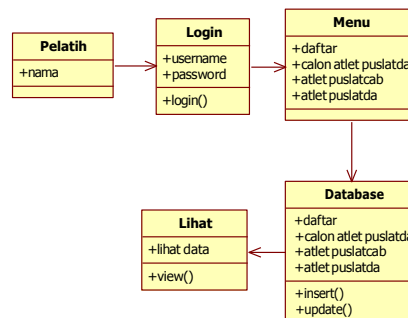 Pelatih
+nama
Login
+username
+password
+login()
Menu
+daftar
+calon atlet puslatda
+atlet puslatcab
+atlet puslatda
Database
+daftar
+calon atlet puslatda
+atlet puslatcab
+atlet puslatda
+insert()
+update()
Lihat
+lihat data
+view()